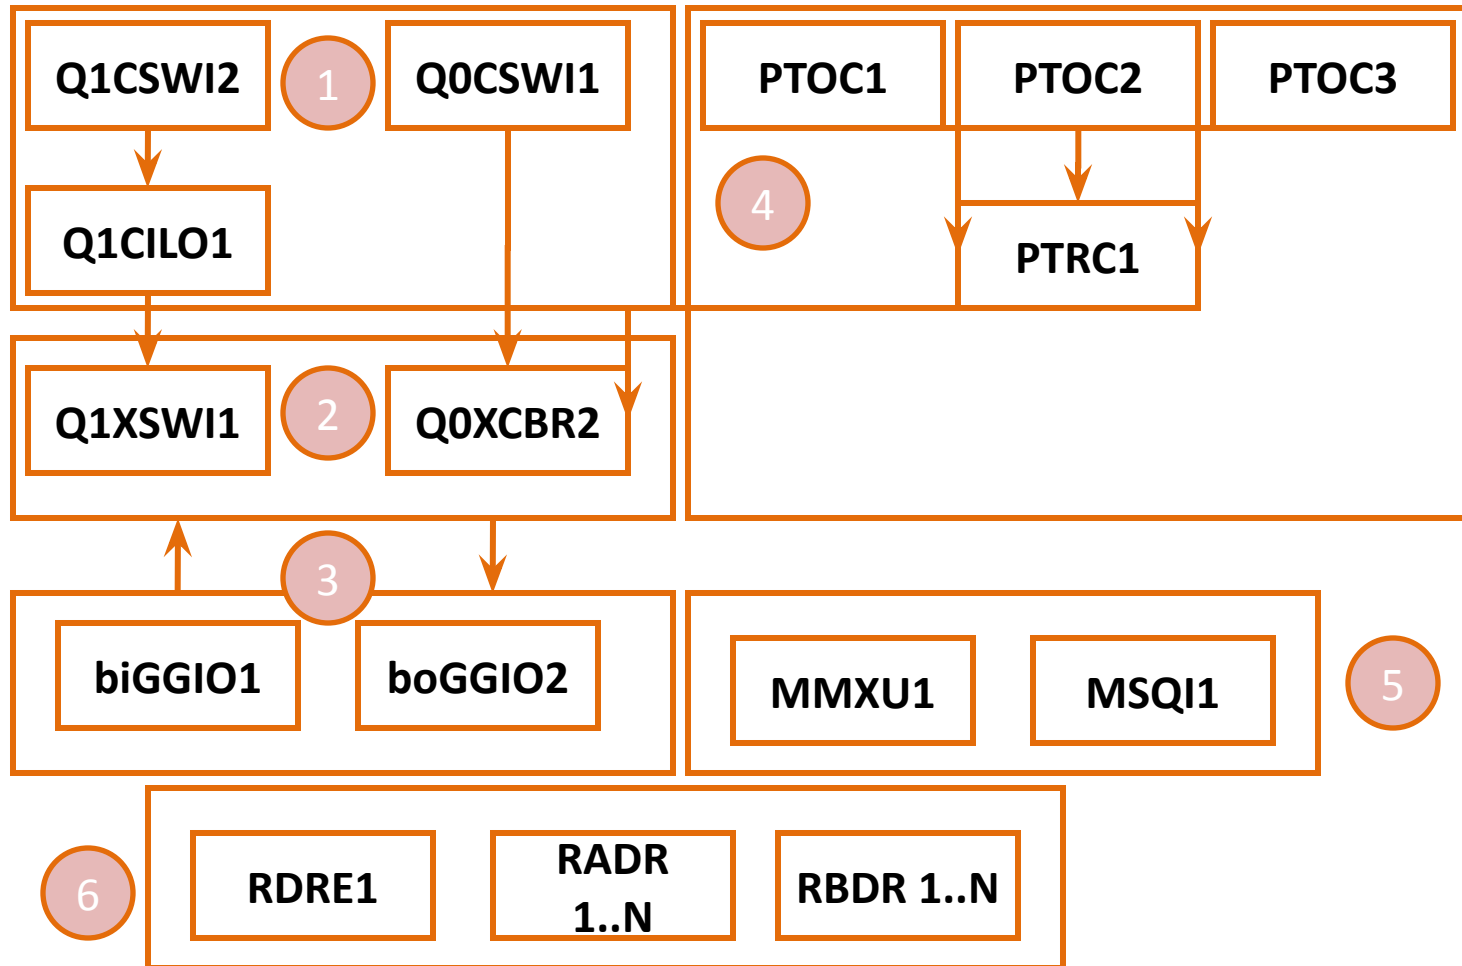 Q1CSWI2
1
Q0CSWI1
PTOC1
PTOC2
PTOC3
Q1CILO1
4
PTRC1
Q1XSWI1
2
Q0XCBR2
3
biGGIO1
boGGIO2
MMXU1
MSQI1
5
6
RDRE1
RADR
1..N
RBDR 1..N